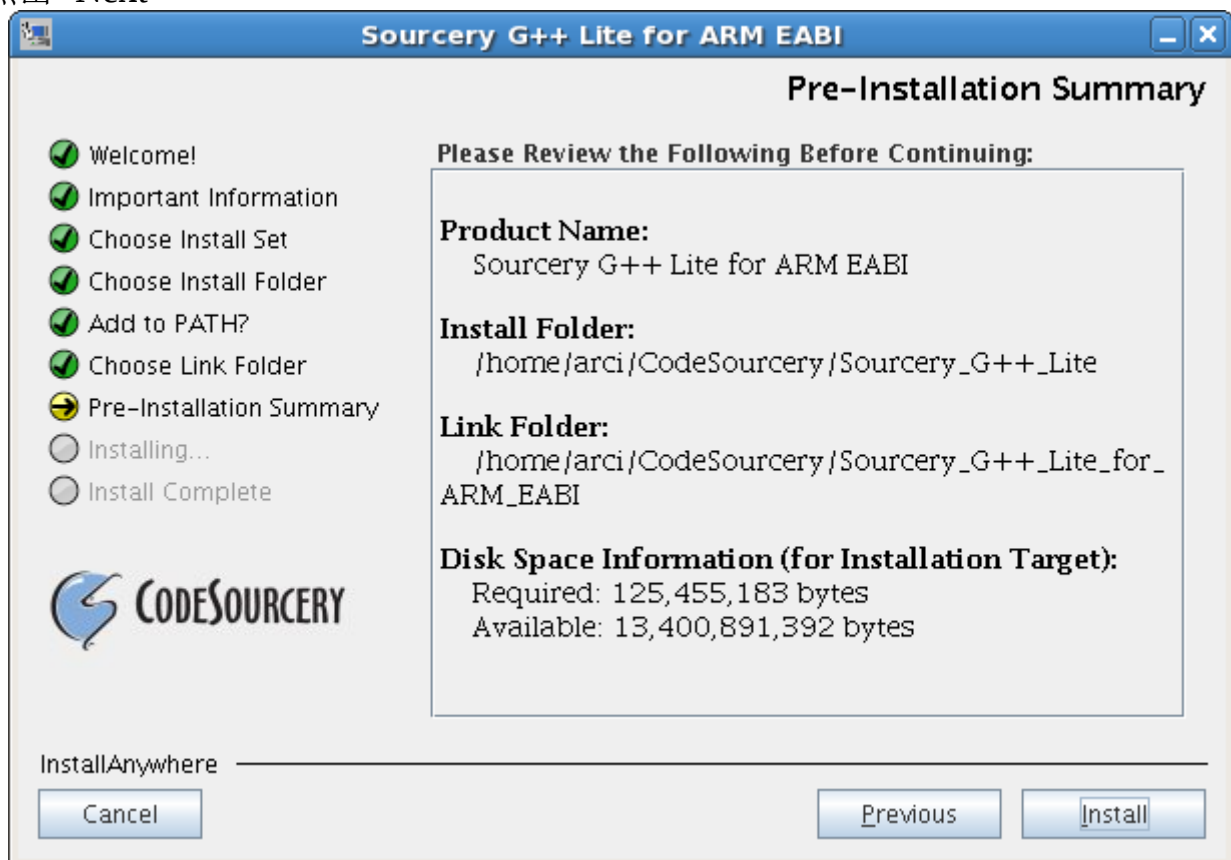 点击 "Next"
Sourcery G++ Lite for ARM EABI
Pre-Installation Summary
Welcome!
Important Information
Choose Install Set
Choose Install Folder
Add to PATH?
Choose Link Folder
Pre-Installation Summary
Installing...
Install Complete
CODESOURCERY
Please Review the Following Before Continuing:
Product Name:
Sourcery G++ Lite for ARM EABI
Install Folder:
/home/arci/CodeSourcery/Sourcery_G++_Lite
Link Folder:
/home/arci/CodeSourcery/Sourcery_G++_Lite_for_
ARM_EABI
Disk Space Information (for Installation Target):
Required: 125,455,183 bytes
Available: 13,400,891,392 bytes
InstallAnywhere
Cancel
Previous
Install